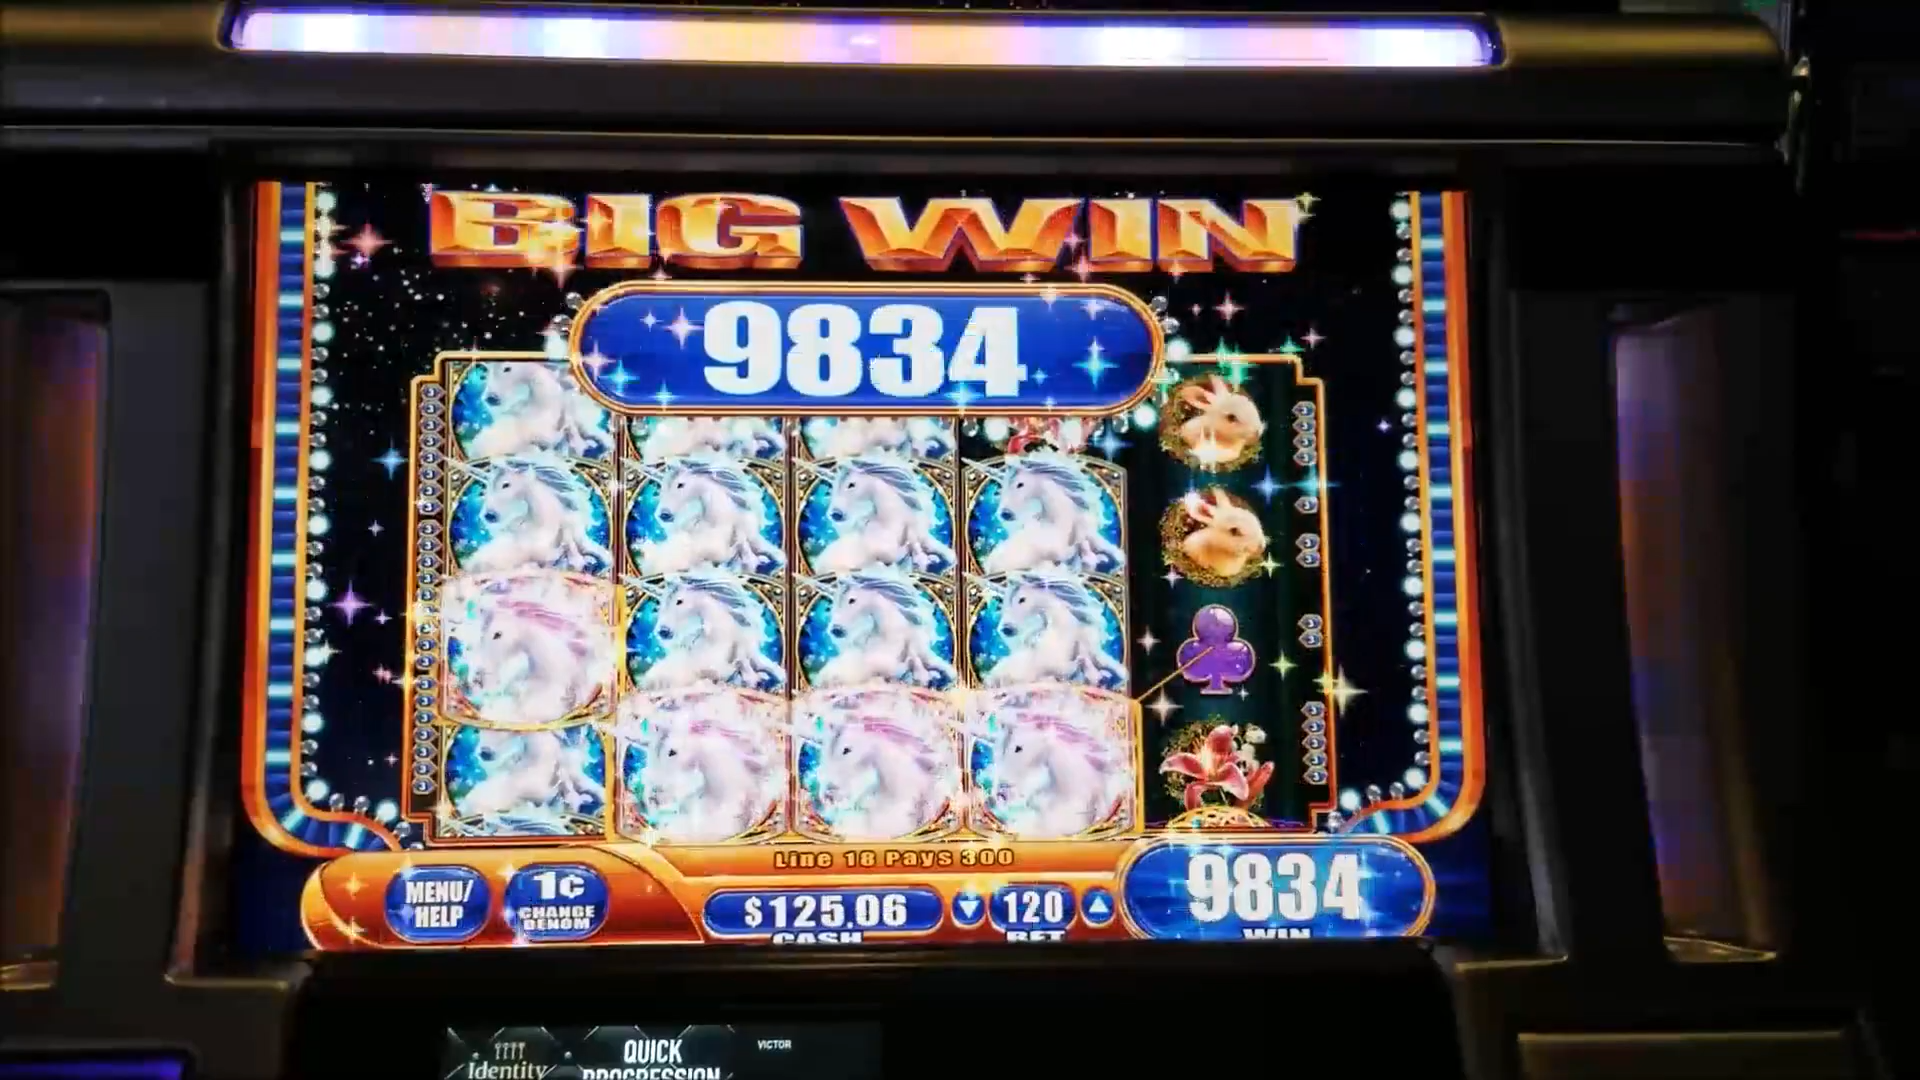 BIG WIN
9834
Line 18 Pays 300
MENU/
HELP
1¢
CHANGE
DENOM
$125.06
CASH
120
BET
9834
WIN
Identity
QUICK
PROGRESSION
VICTOR